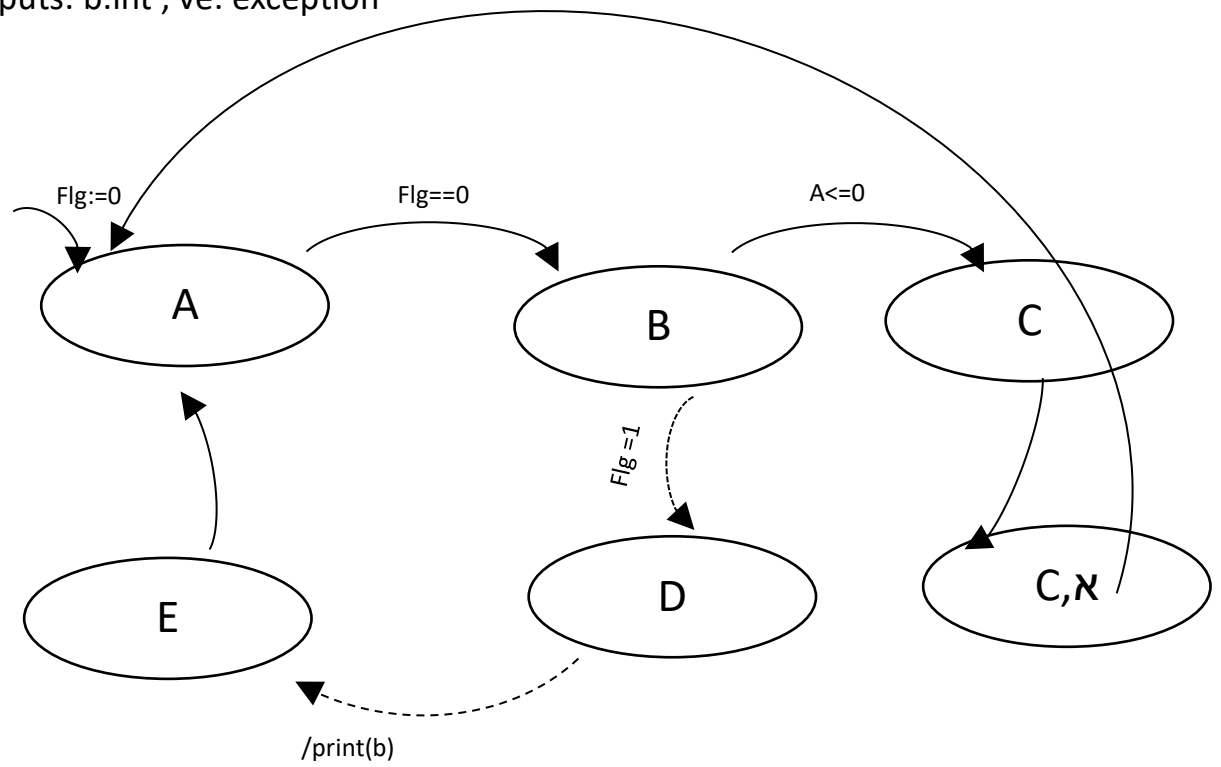 puts: b:int , ve: exception
Flg:=0
Flg==0
A<=0
A
B
C
Flg =1
E
D
C,א
/print(b)